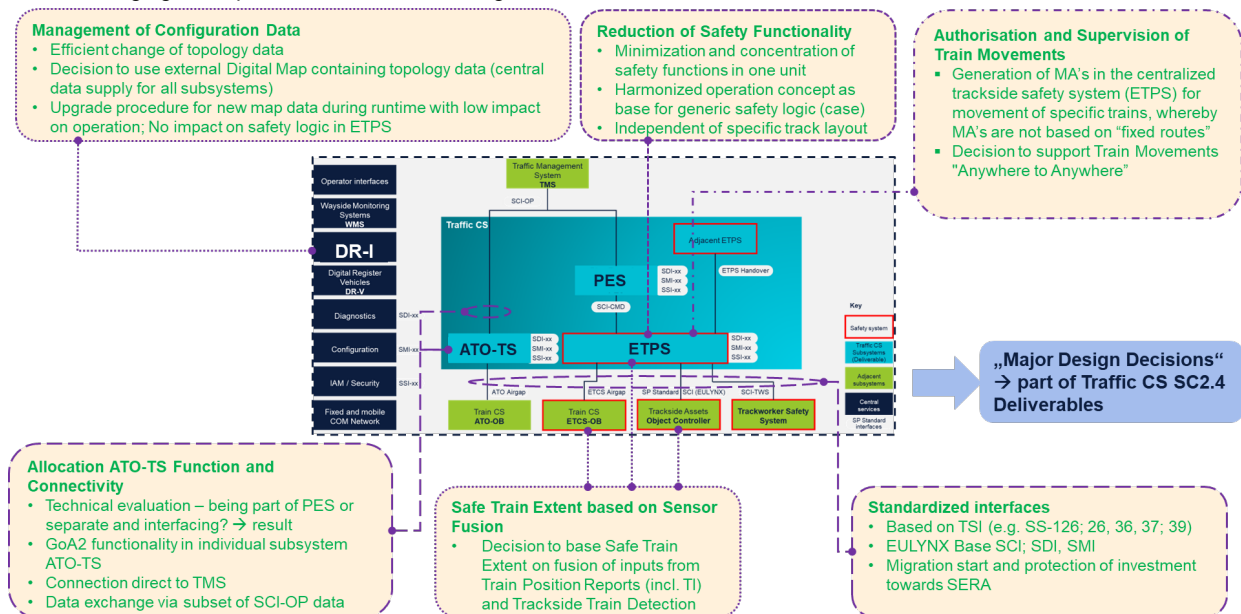 Management of Configuration Data
• Efficient change of topology data
• Decision to use external Digital Map containing topology data (central
data supply for all subsystems)
• Upgrade procedure for new map data during runtime with low impact
on operation; No impact on safety logic in ETPS
Reduction of Safety Functionality
• Minimization and concentration of
safety functions in one unit
• Harmonized operation concept as
base for generic safety logic (case)
• Independent of specific track layout
Authorisation and Supervision of
Train Movements
▪ Generation of MA's in the centralized
trackside safety system (ETPS) for
movement of specific trains, whereby
MA's are not based on "fixed routes"
▪ Decision to support Train Movements
"Anywhere to Anywhere"
Operator interfaces
Wayside Monitoring
Systems
WMS
DR-I
Digital Register
Vehicles
DR-V
Diagnostics
Configuration
IAM / Security
Fixed and mobile
COM Network
SDI-xx
SMI-xx
SSI-xx
Traffic Management
System
TMS
SCI-OP
Traffic CS
Adjacent ETPS
PES
SDI-xx
SMI-xx
SSI-xx
ETPS Handover
SCI-CMD
ATO-TS
SDI-xx
SMI-xx
SSI-xx
ETPS
SDI-xx
SMI-xx
SSI-xx
ATO Airgap
ETCS Airgap
SP Standard
SCI (EULYNX)
SCI-TWS
Train CS
ATO-OB
Train CS
ETCS-OB
Trackside Assets
Object Controller
Trackworker Safety
System
Key
Safety system
Traffic CS
Subsystems
(Deliverable)
Adjacent
subsystems
Central
services
SP Standard
interfaces
„Major Design Decisions“
→ part of Traffic CS SC2.4
Deliverables
Allocation ATO-TS Function and
Connectivity
• Technical evaluation – being part of PES or
separate and interfacing? → result
• GoA2 functionality in individual subsystem
ATO-TS
• Connection direct to TMS
• Data exchange via subset of SCI-OP data
Safe Train Extent based on Sensor
Fusion
• Decision to base Safe Train
Extent on fusion of inputs from
Train Position Reports (incl. TI)
and Trackside Train Detection
Standardized interfaces
• Based on TSI (e.g. SS-126; 26, 36, 37; 39)
• EULYNX Base SCI; SDI, SMI
• Migration start and protection of investment
towards SERA